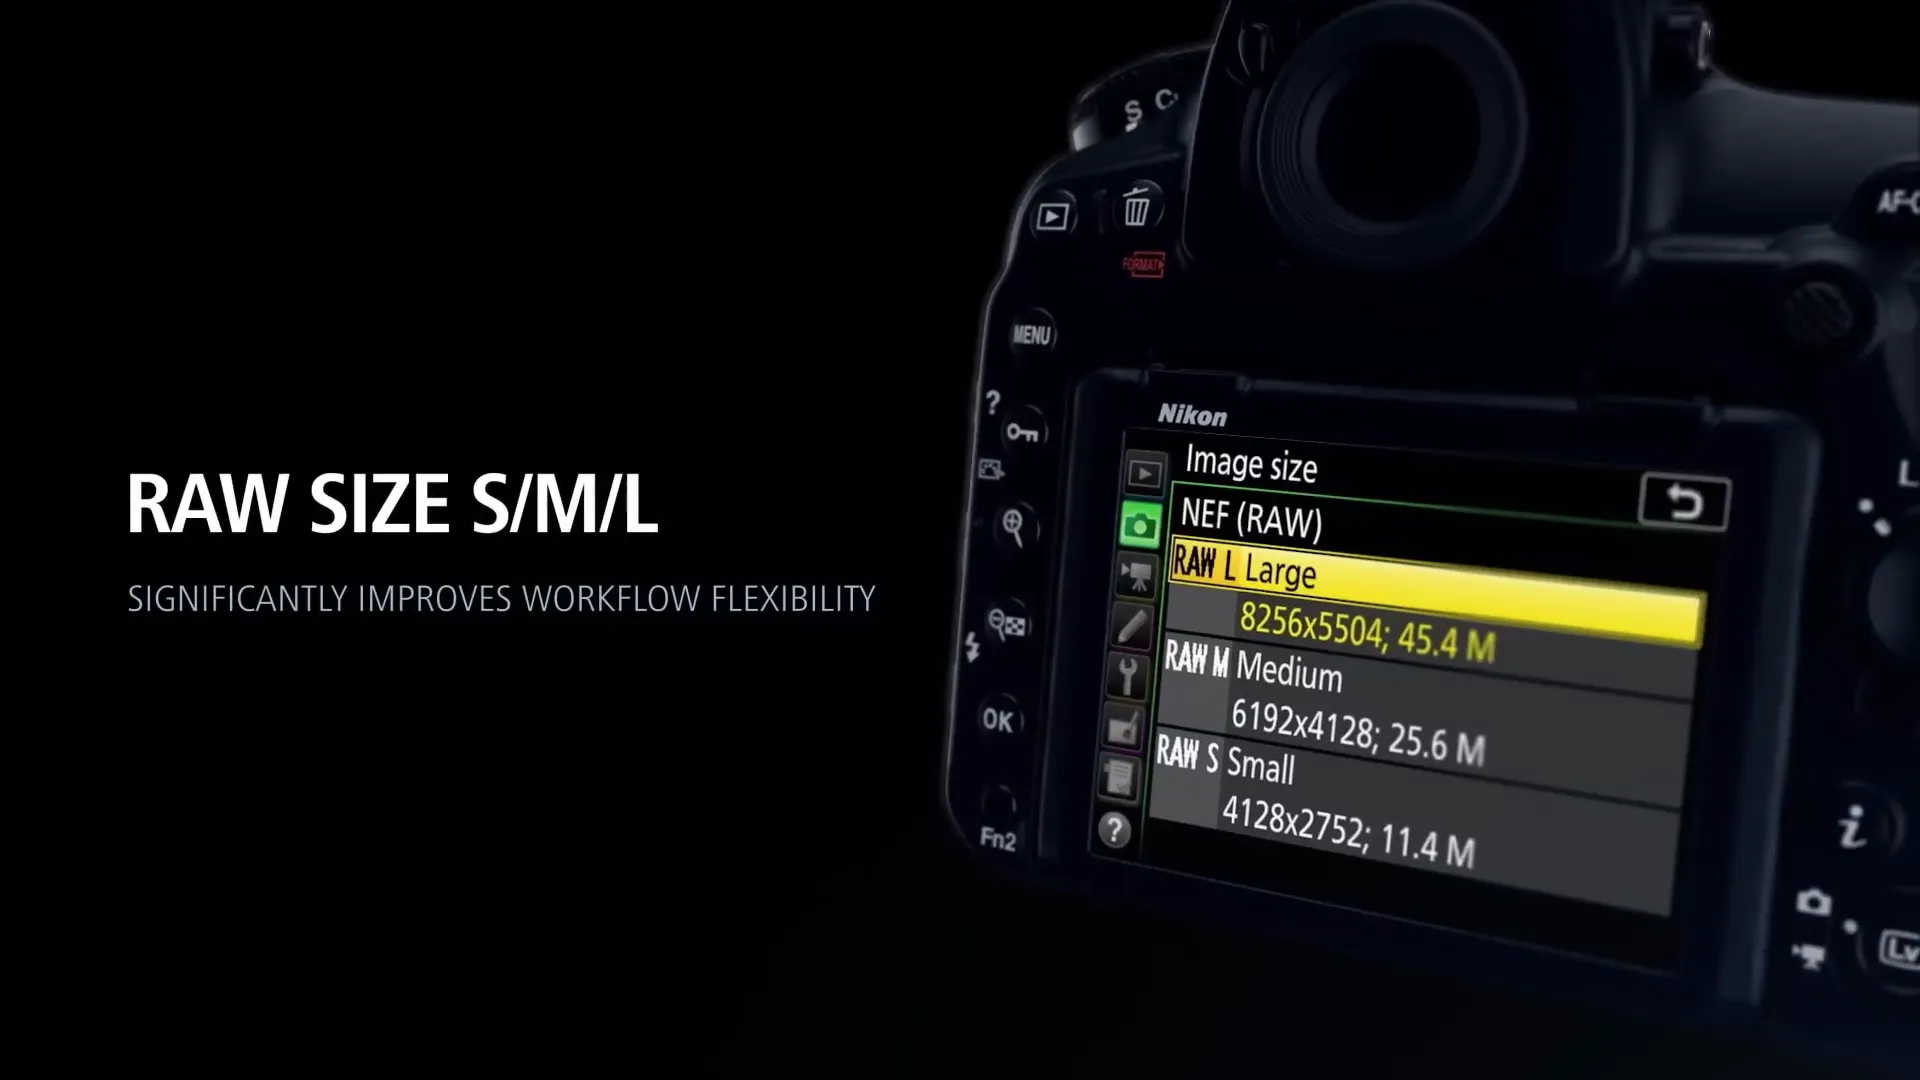 RAW SIZE S/M/L
SIGNIFICANTLY IMPROVES WORKFLOW FLEXIBILITY
S
FORMAT
MENU
?
OK
Fn2
Nikon
Image size
NEF (RAW)
RAW L Large
8256x5504; 45.4 M
RAW M Medium
6192x4128; 25.6 M
RAW S Small
4128x2752; 11.4 M
?
i
Lv